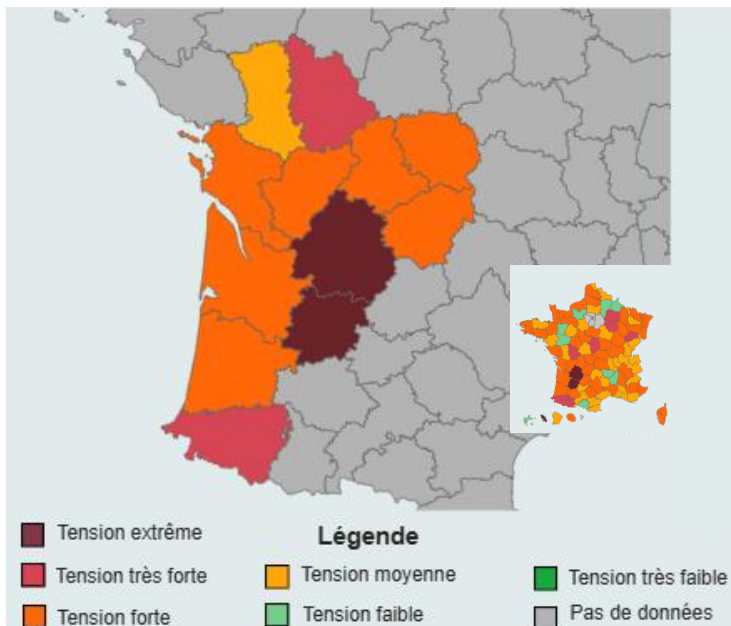 Légende
Tension extrême
Tension très forte
Tension forte
Tension moyenne
Tension faible
Tension très faible
Pas de données